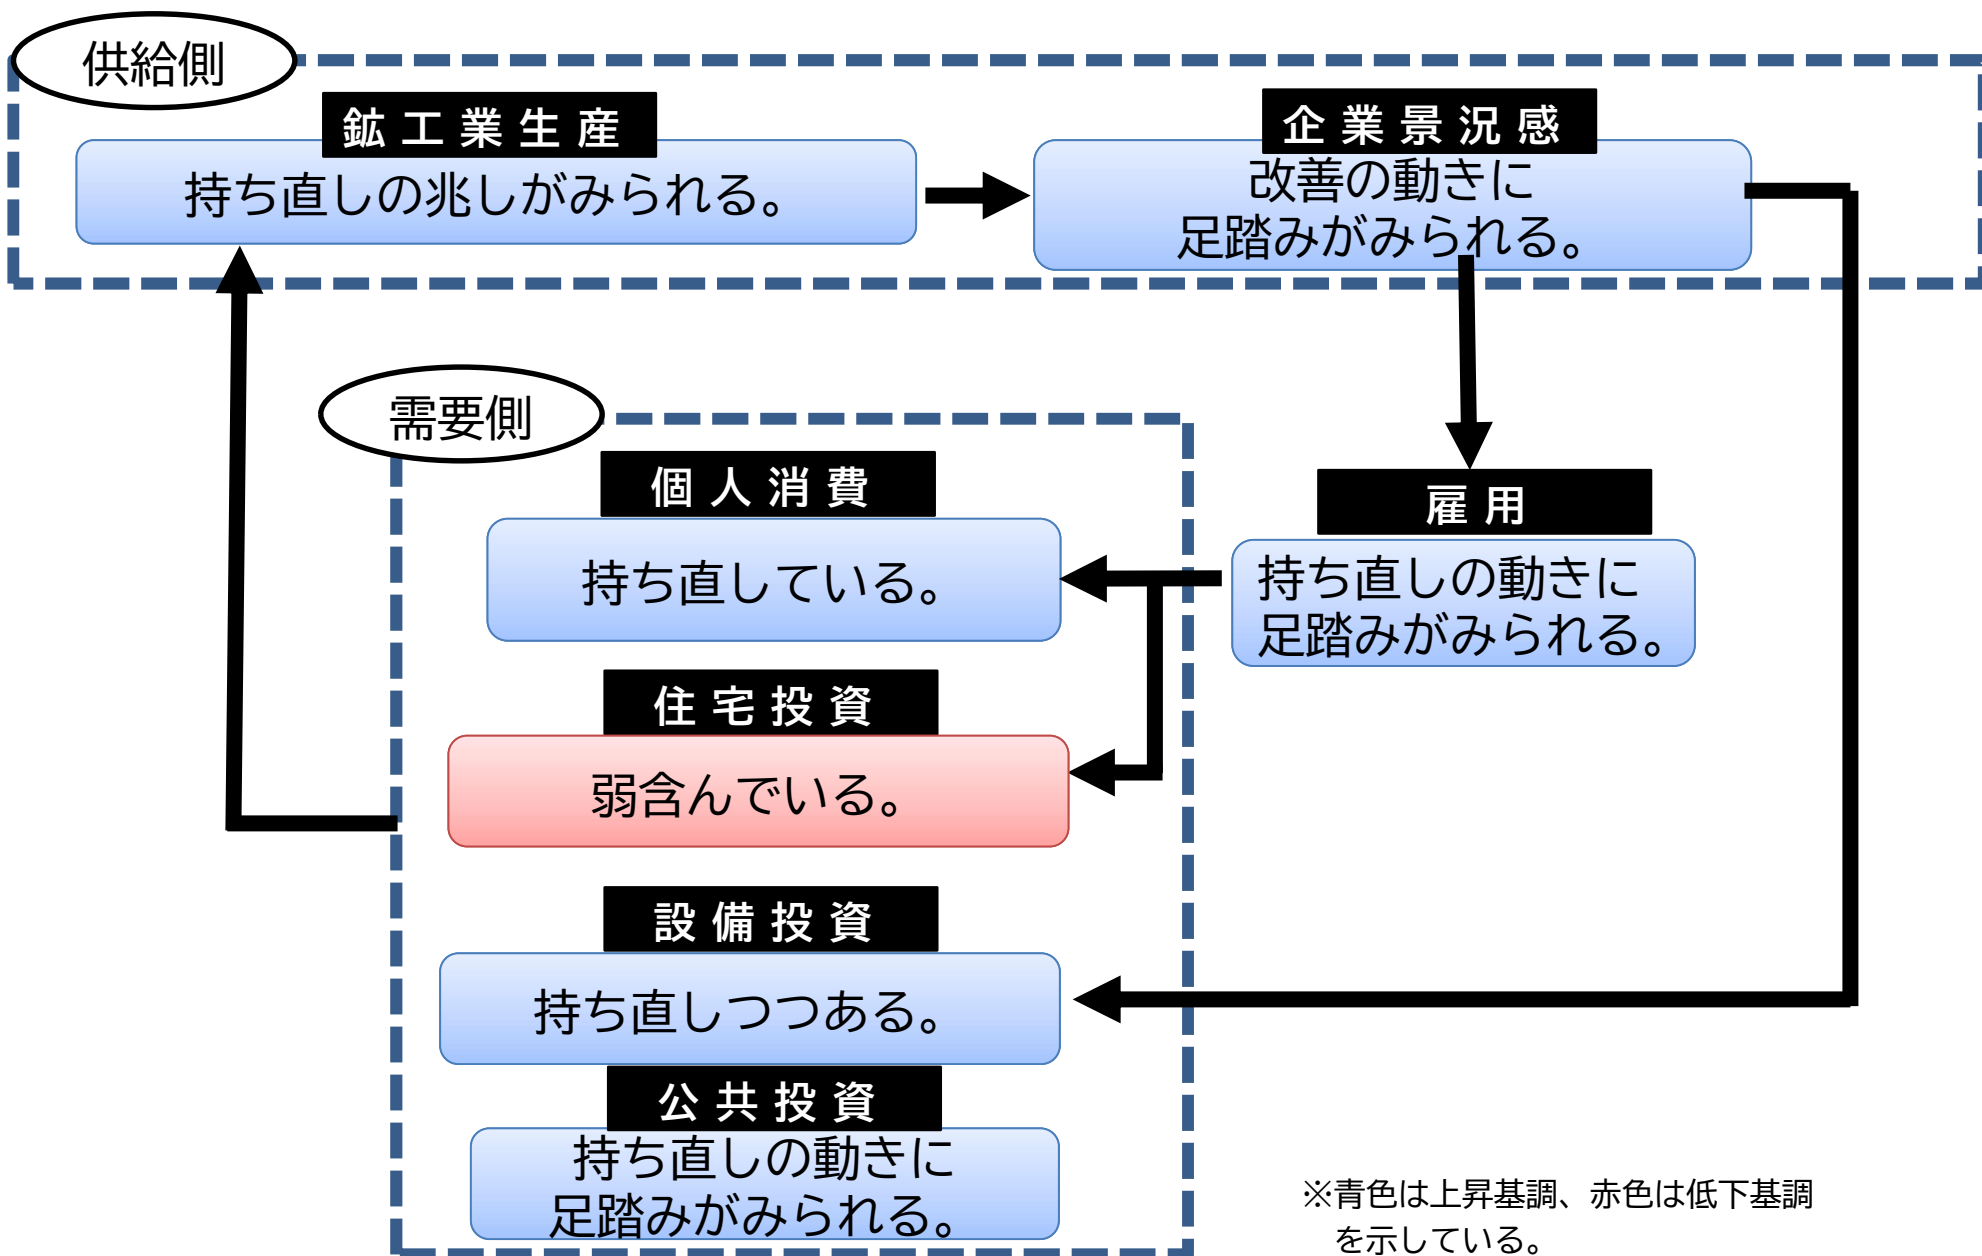 供給側
鉱工業生産
持ち直しの兆しがみられる。
企業景況感
改善の動きに
足踏みがみられる。
需要側
個人消費
持ち直している。
雇用
持ち直しの動きに
足踏みがみられる。
住宅投資
弱含んでいる。
設備投資
持ち直しつつある。
公共投資
持ち直しの動きに
足踏みがみられる。
※青色は上昇基調、赤色は低下基調
を示している。